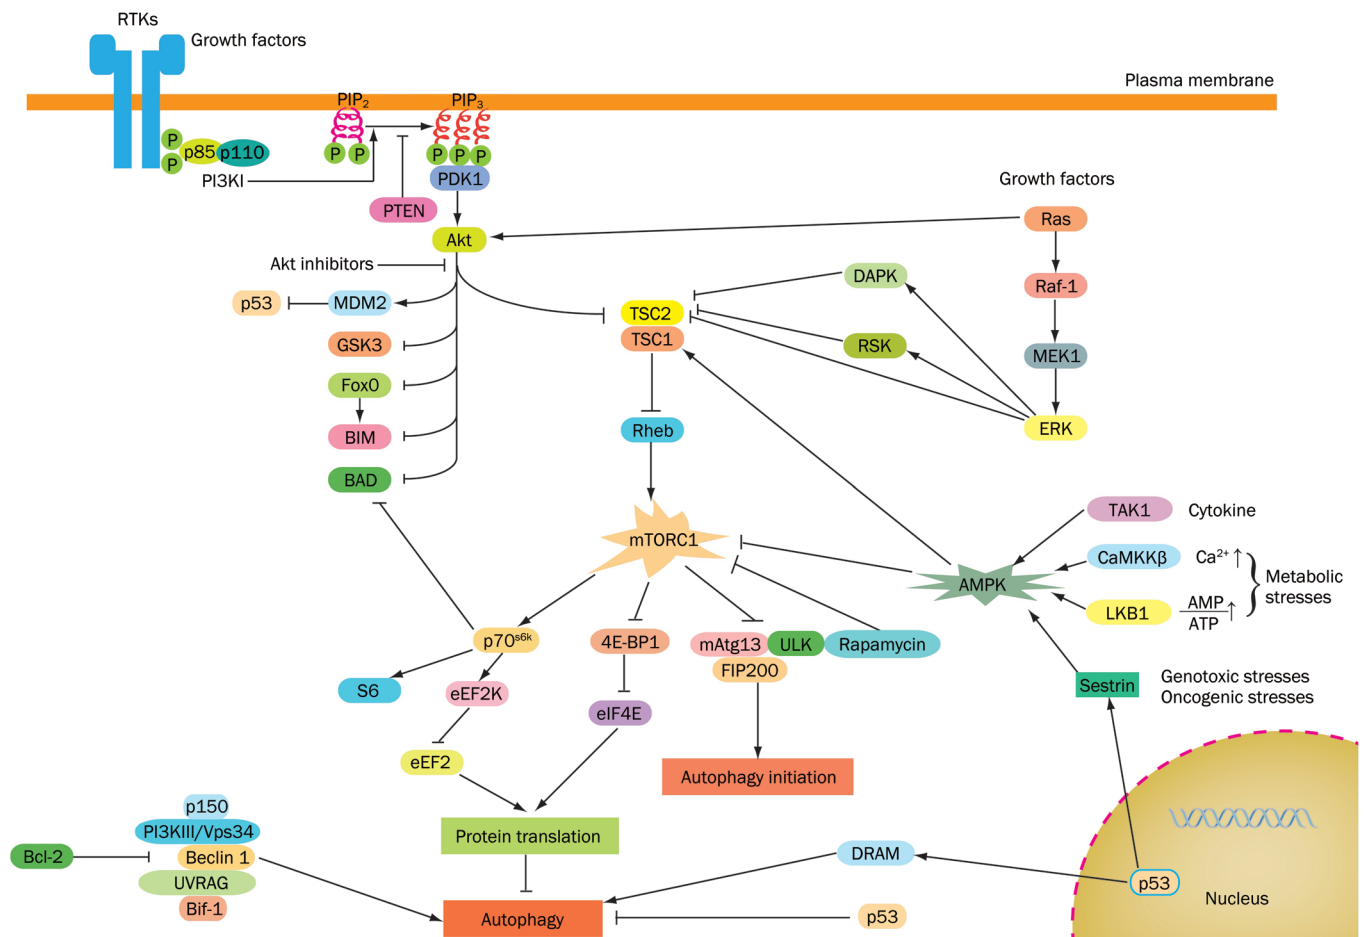 RTKs
Growth factors
Plasma membrane
PIP2
PIP3
P
P
p85
p110
P
P
P
P
P
PI3KI
PDK1
PTEN
Growth factors
Akt
Ras
Akt inhibitors
DAPK
Raf-1
p53
MDM2
TSC2
TSC1
GSK3
RSK
MEK1
FoxO
BIM
Rheb
ERK
BAD
TAK1
Cytokine
mTORC1
CaMKKβ
Ca2+ ↑
Metabolic
stresses
AMPK
LKB1
AMP
ATP
↑
p70s6k
4E-BP1
mAtg13
ULK
Rapamycin
FIP200
S6
eEF2K
eIF4E
Sestrin
Genotoxic stresses
Oncogenic stresses
eEF2
Autophagy initiation
p150
PI3KIII/Vps34
Protein translation
Bcl-2
Beclin 1
DRAM
UVRAG
p53
Bif-1
Autophagy
p53
Nucleus